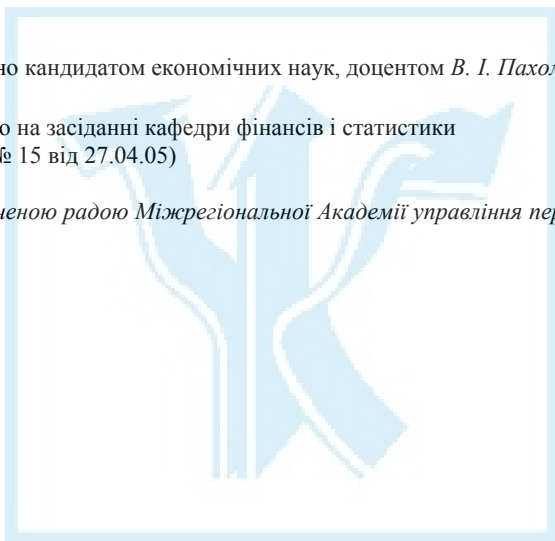 но кандидатом економічних наук, доцентом В. І. Пахом
о на засіданні кафедри фінансів і статистики
№ 15 від 27.04.05)
ченою радою Міжрегіональної Академії управління пер